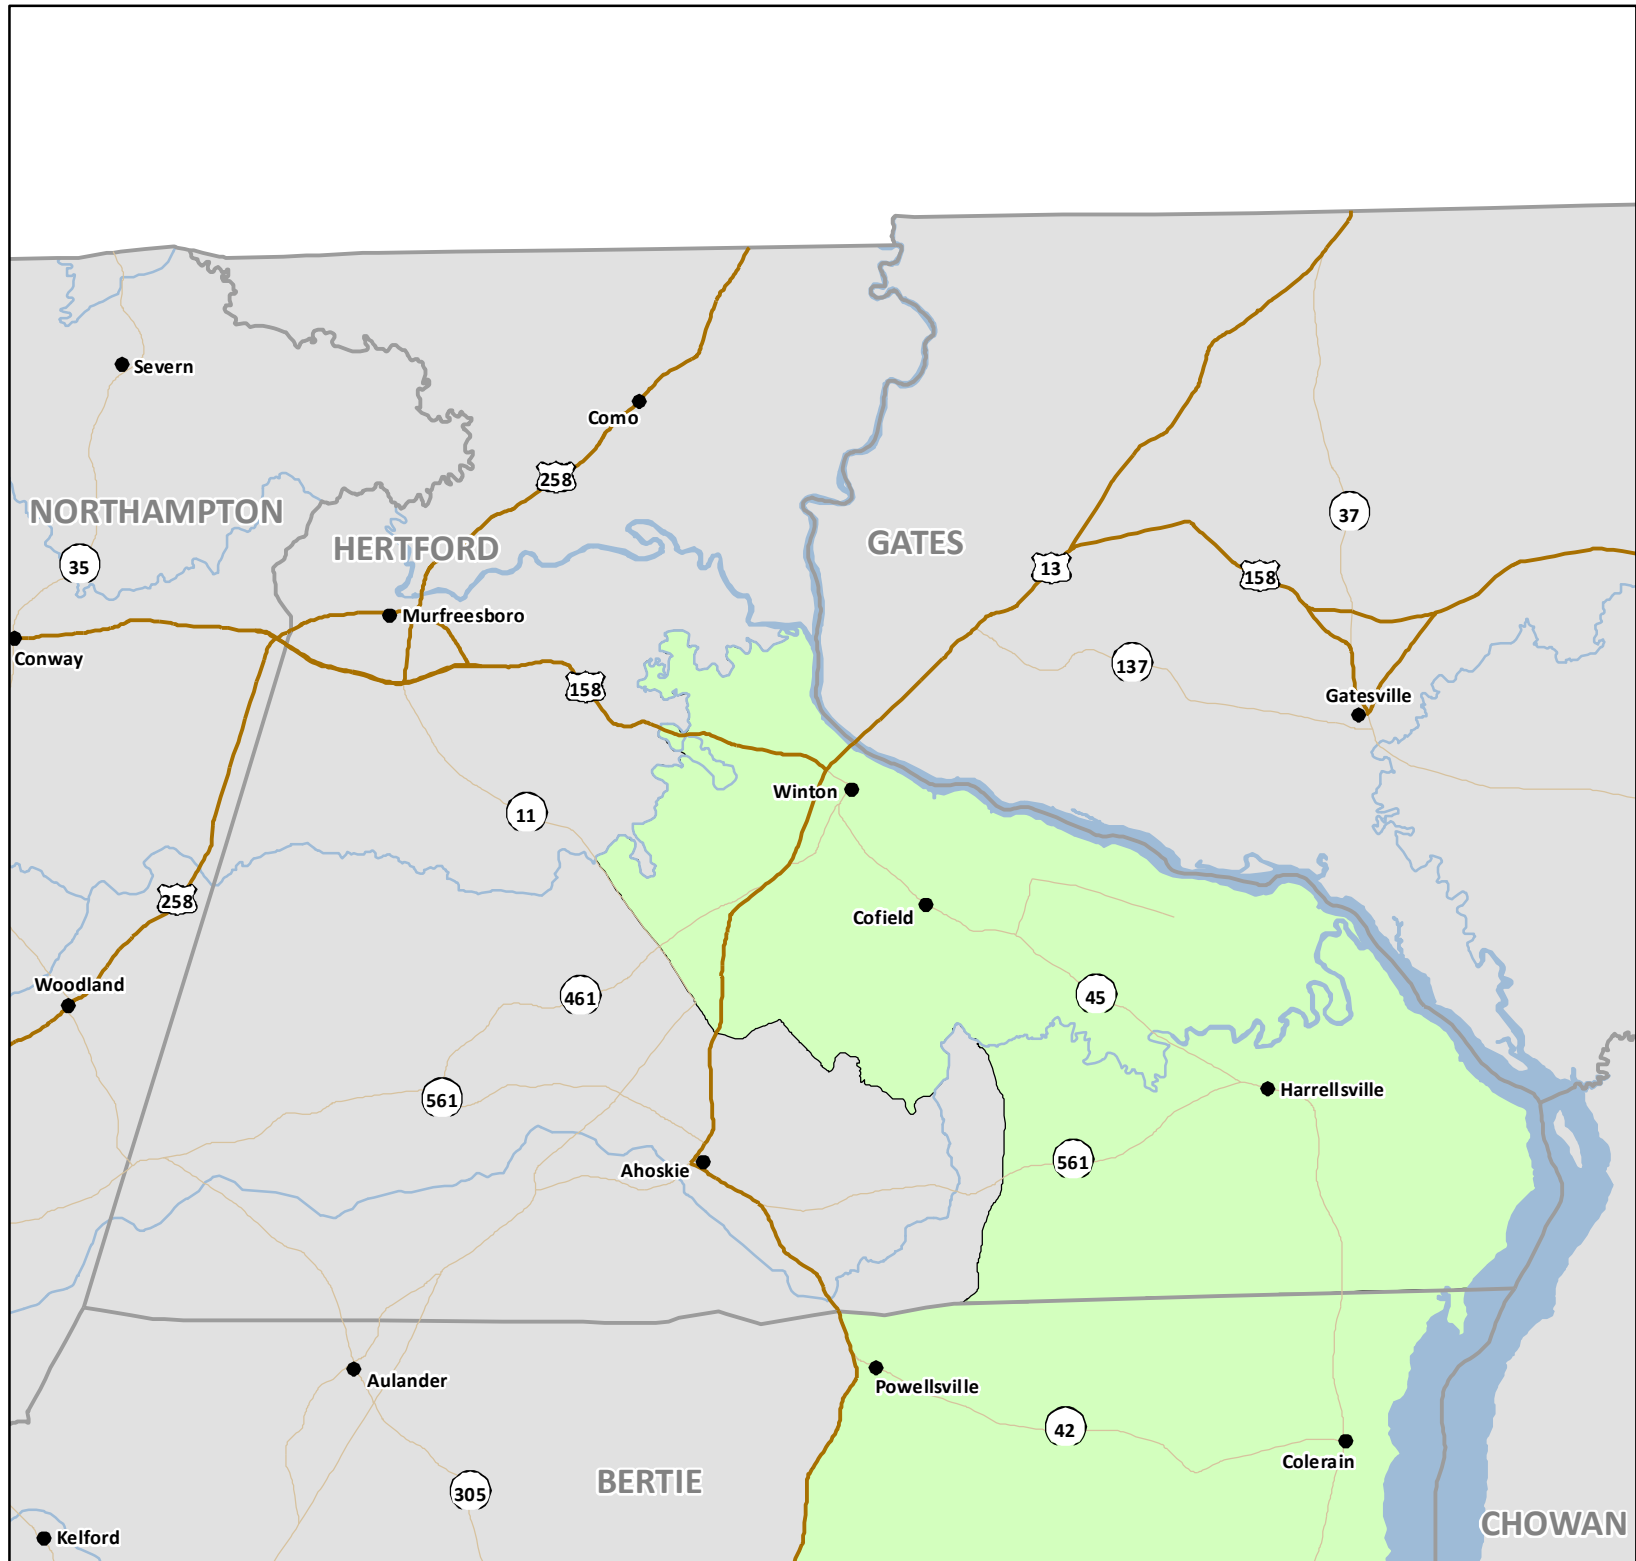 Severn
Como
258
NORTHAMPTON
37
HERTFORD
GATES
35
13
158
Murfreesboro
Conway
137
158
Gatesville
Winton
11
258
Cofield
Woodland
461
45
561
Harrellsville
561
Ahoskie
Aulander
Powellsville
42
Colerain
BERTIE
305
CHOWAN
Kelford